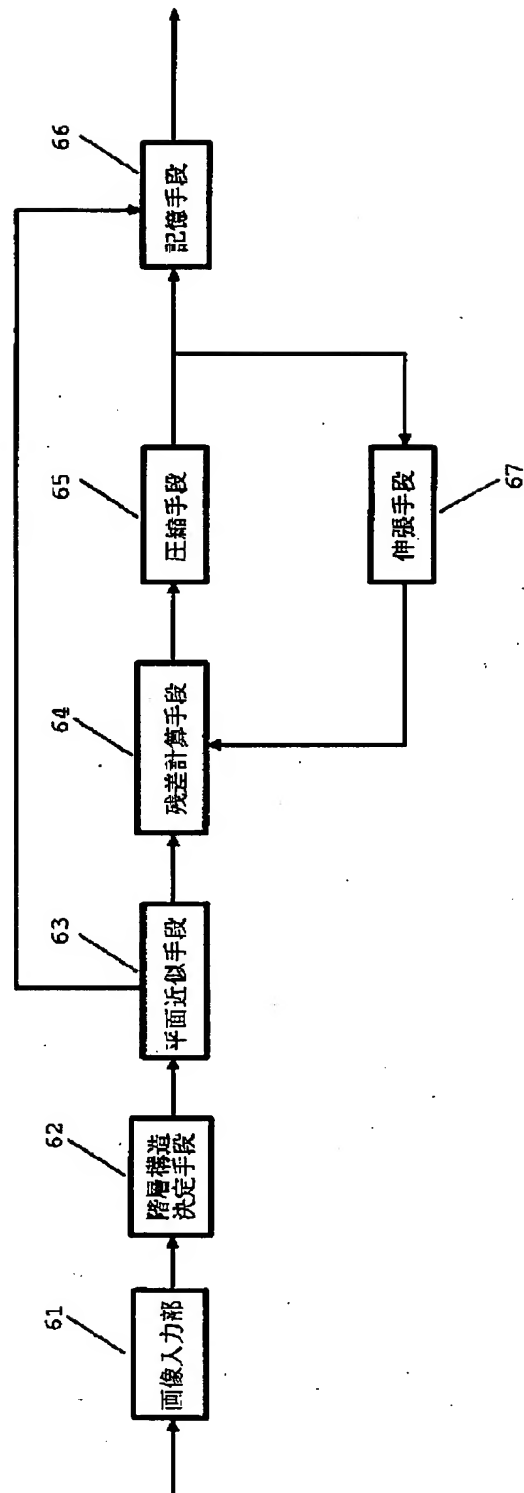 61
画像入力部
62
階層構造
決定手段
63
平面近似手段
64
残差計算手段
65
圧縮手段
66
記憶手段
67
伸張手段